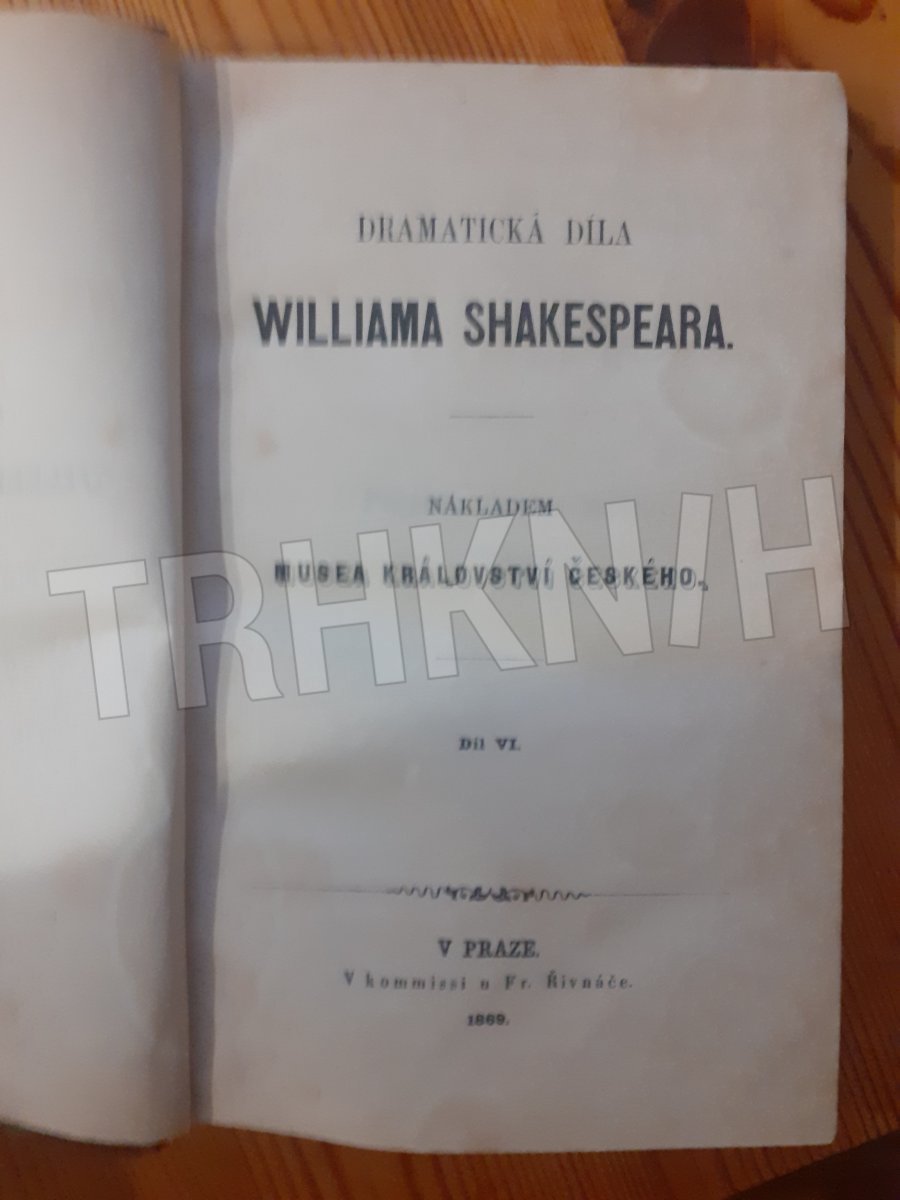 DRAMATICKÁ DÍLA
WILLIAMA SHAKESPEARA.
NÁKLADEM
MUSEA KRÁLOVSTVÍ ČESKÉHO.
TRHKNIH
Díl VI.
V PRAZE.
V kommissi u Fr. Řivnáče.
1869.